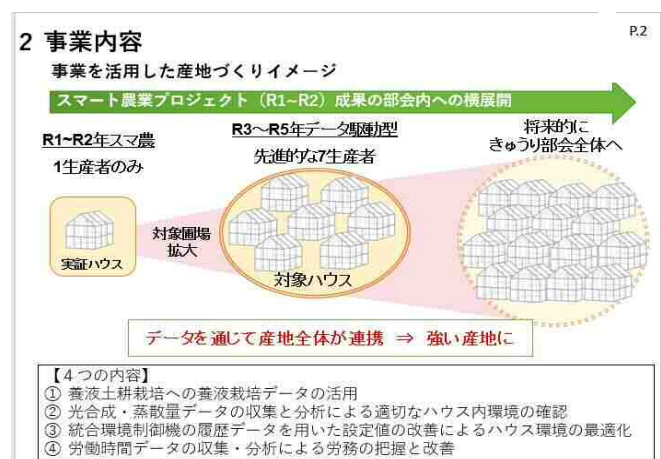 P.2
2 事業内容
事業を活用した産地づくりイメージ
スマート農業プロジェクト（R1~R2）成果の部会内への横展開
R1~R2年スマ農
1生産者のみ
R3～R5年データ駆動型
先進的な7生産者
将来的に
きゅうり部会全体へ
実証ハウス
対象圃場
拡大
対象ハウス
データを通じて産地全体が連携 ⇒ 強い産地に
【４つの内容】
① 養液土耕栽培への養液栽培データの活用
② 光合成・蒸散量データの収集と分析による適切なハウス内環境の確認
③ 統合環境制御機の履歴データを用いた設定値の改善によるハウス環境の最適化
④ 労働時間データの収集・分析による労務の把握と改善